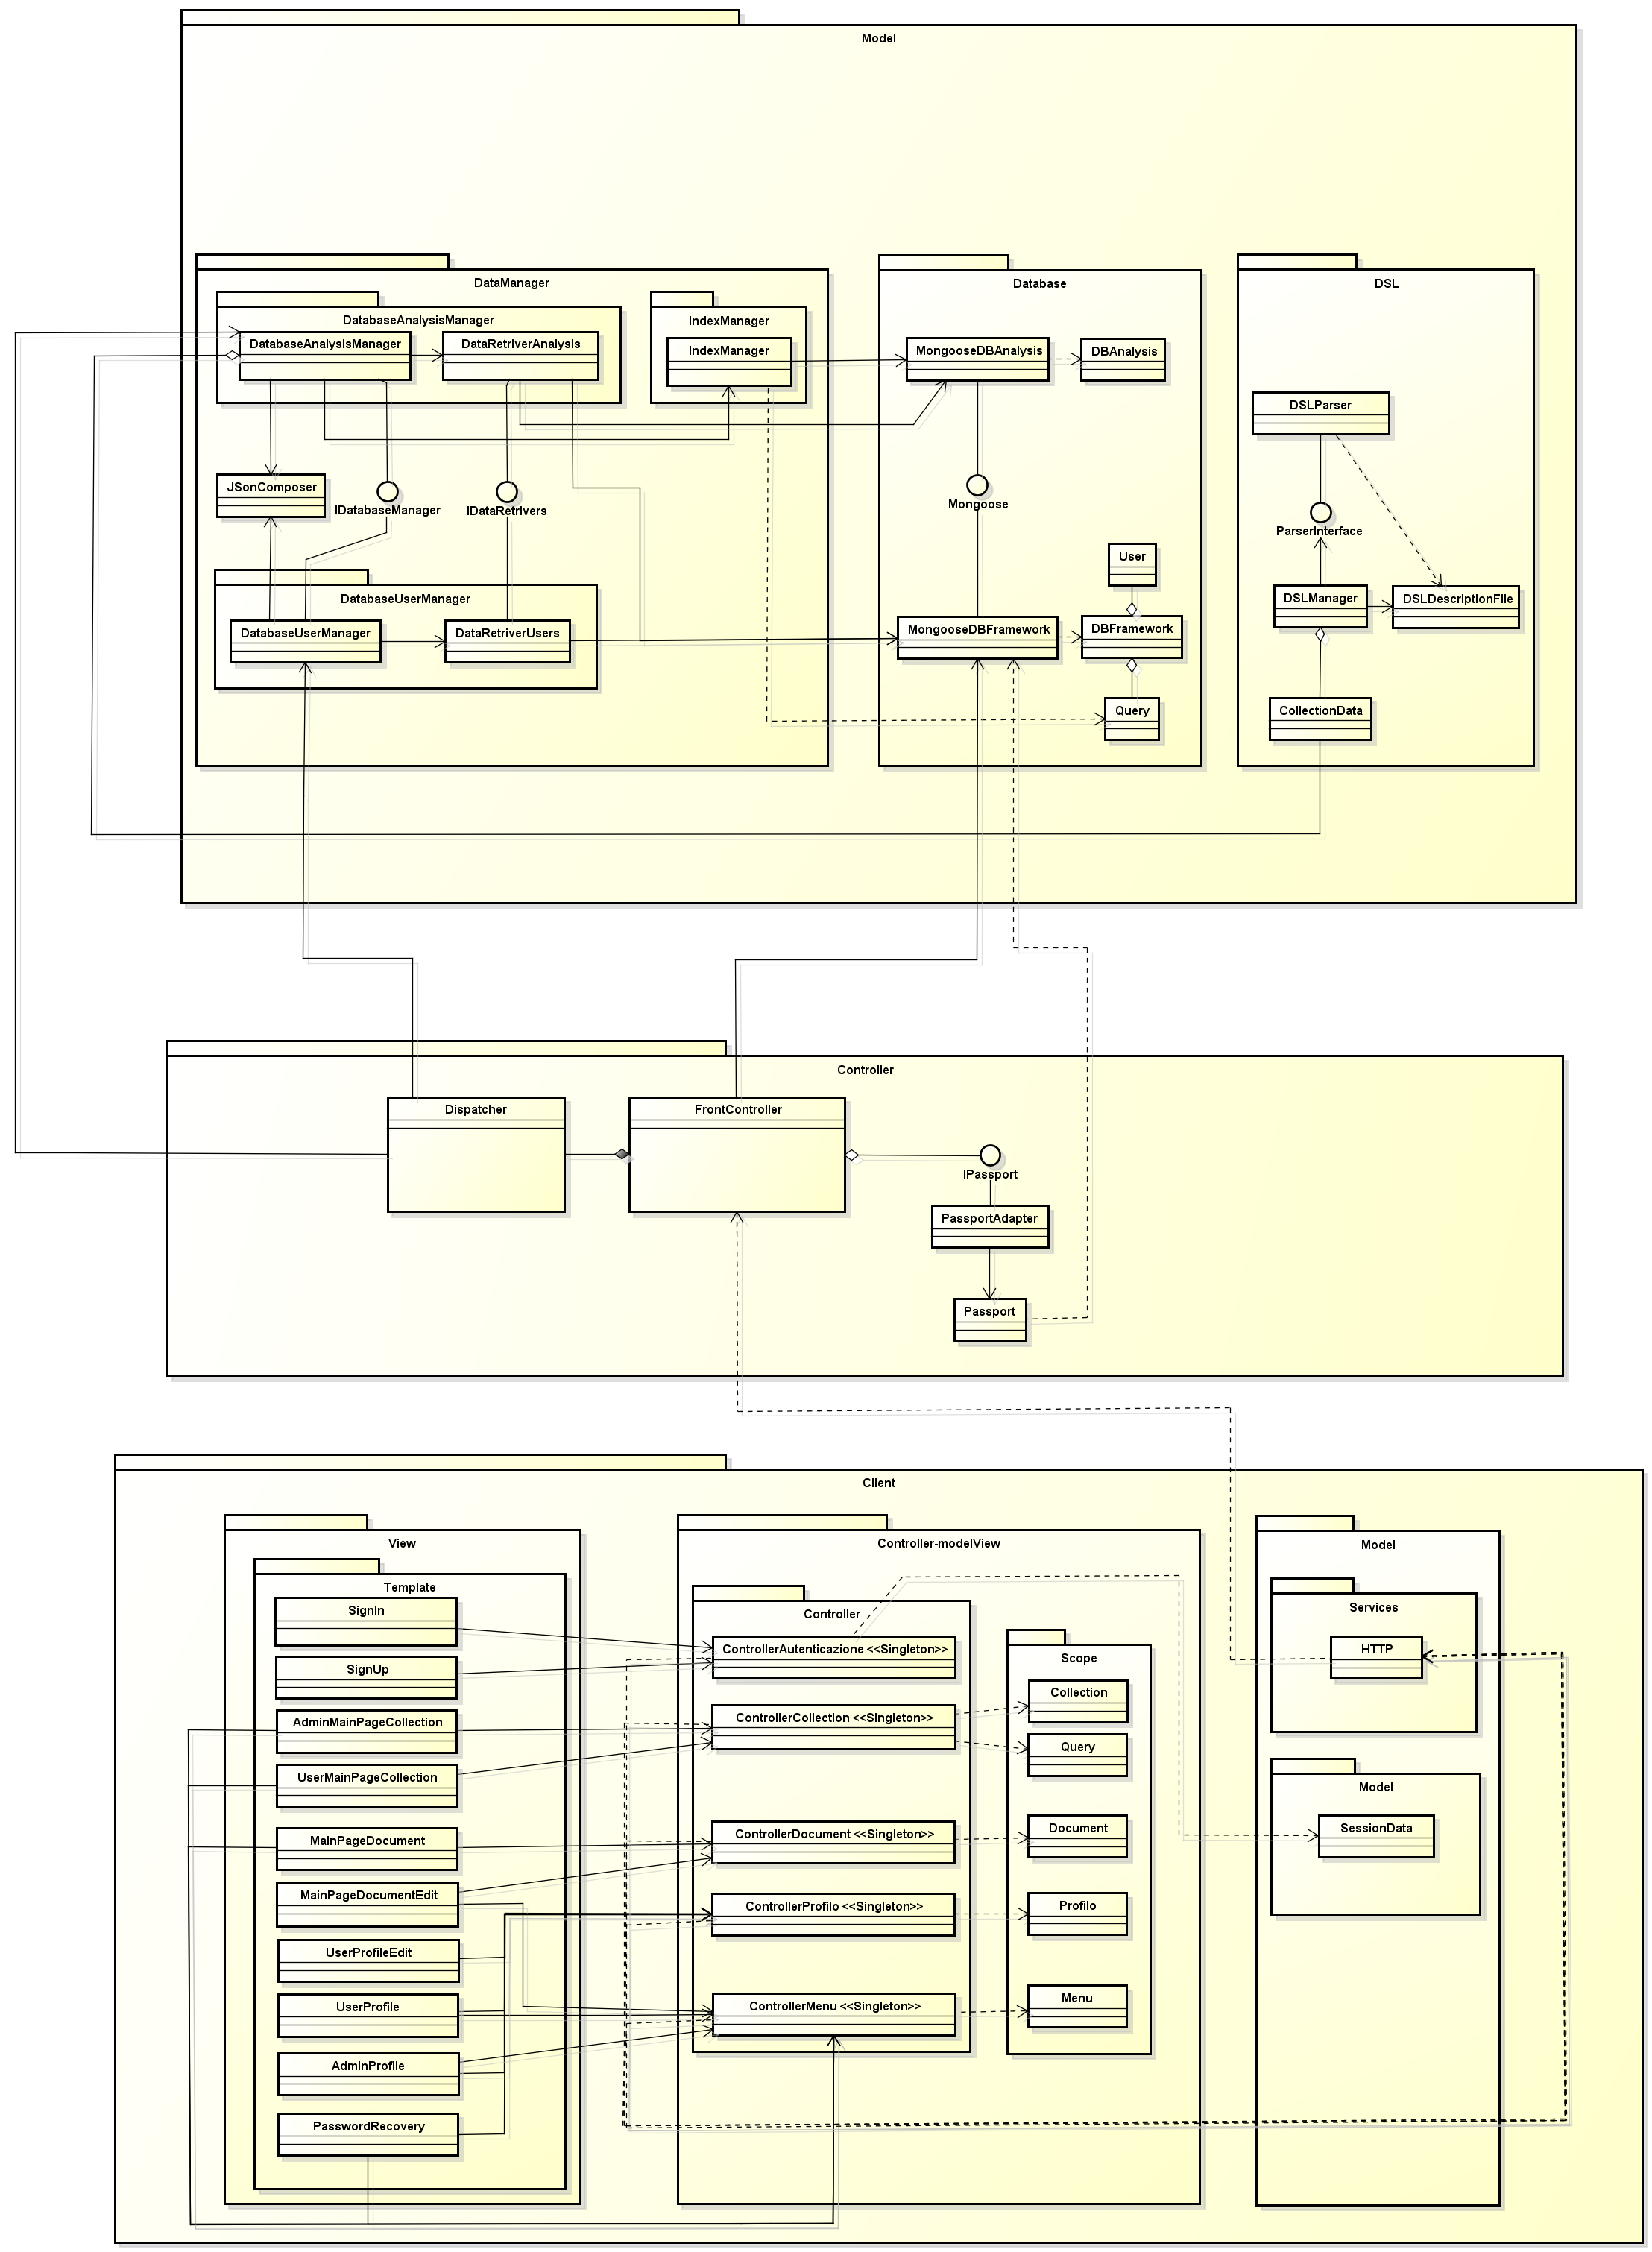 Model
DataManager
Database
DSL
DatabaseAnalysisManager
IndexManager
DatabaseAnalysisManager
DataRetriverAnalysis
IndexManager
MongooseDBAnalysis
DBAnalysis
DSLParser
JSonComposer
IDatabaseManager
IDataRetrivers
Mongoose
ParserInterface
User
DatabaseUserManager
DSLManager
DSLDescriptionFile
DatabaseUserManager
DataRetriverUsers
MongooseDBFramework
DBFramework
Query
CollectionData
Controller
Dispatcher
FrontController
IPassport
PassportAdapter
Passport
Client
View
Controller-modelView
Model
Template
Services
SignIn
Controller
ControllerAutenticazione <<Singleton>>
HTTP
SignUp
Scope
AdminMainPageCollection
ControllerCollection <<Singleton>>
Collection
UserMainPageCollection
Query
Model
MainPageDocument
ControllerDocument <<Singleton>>
Document
SessionData
MainPageDocumentEdit
ControllerProfilo <<Singleton>>
Profilo
UserProfileEdit
UserProfile
ControllerMenu <<Singleton>>
Menu
AdminProfile
PasswordRecovery